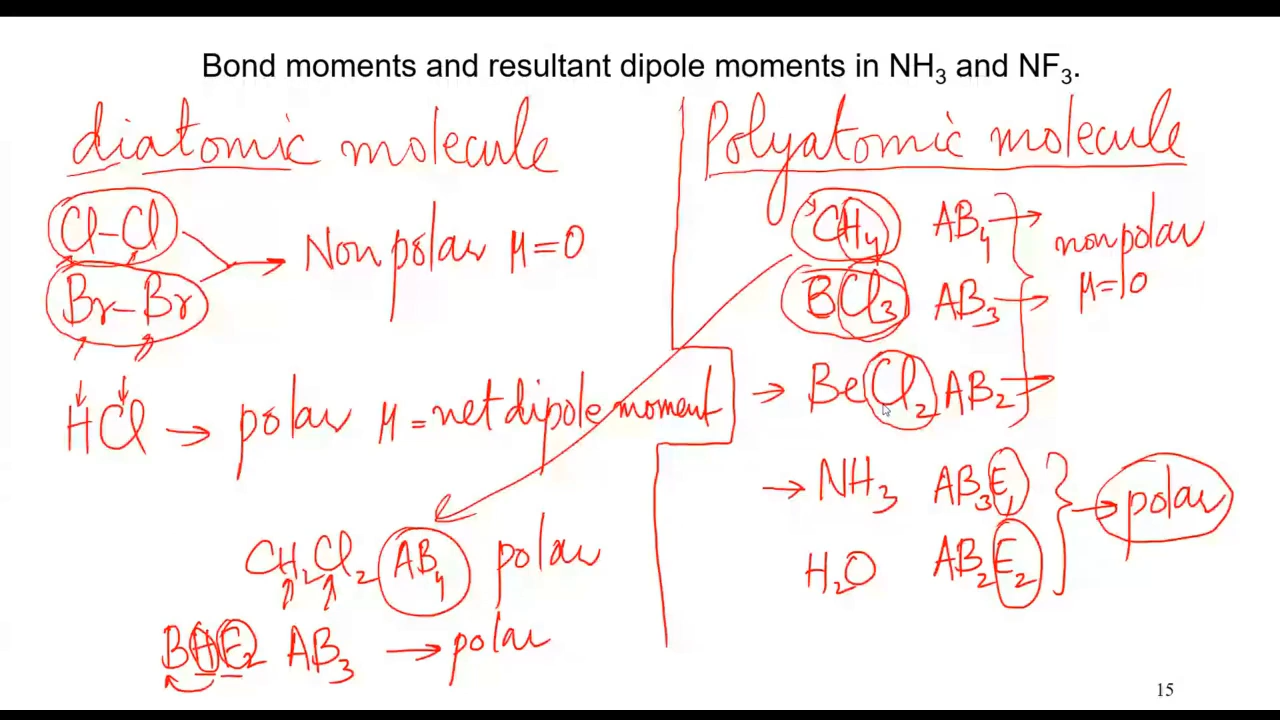 Bond moments and resultant dipole moments in NH₃ and NF₃.
diatomic molecule
Cl–Cl
Br–Br
Nonpolar μ=0
HCl → polar μ = net dipole moment
CH₂Cl₂ AB₄ polar
BHE₂ AB₃ → polar
Polyatomic molecule
CH₄ AB₄ →
BCl₃ AB₃ →
nonpolar
μ=0
→ BeCl₂ AB₂ →
→ NH₃ AB₃E₁
H₂O AB₂E₂
→ polar
15